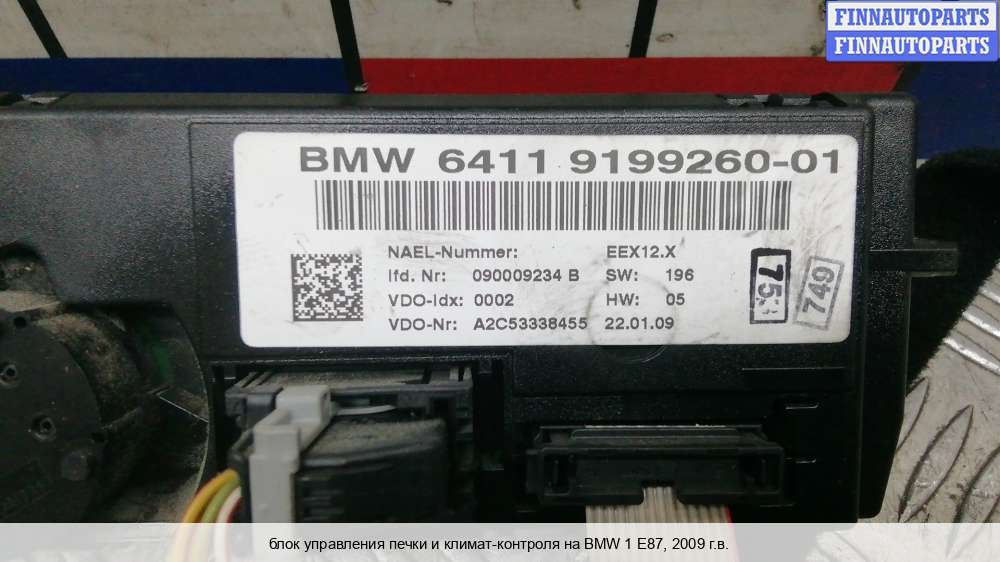 FINNAUTOPARTS
FINNAUTOPARTS
BMW 6411 9199260-01
NAEL-Nummer: EEX12.X
lfd. Nr: 090009234 B SW: 196
VDO-Idx: 0002 HW: 05
VDO-Nr: A2C53338455 22.01.09
749
блок управления печки и климат-контроля на BMW 1 E87, 2009 г.в.